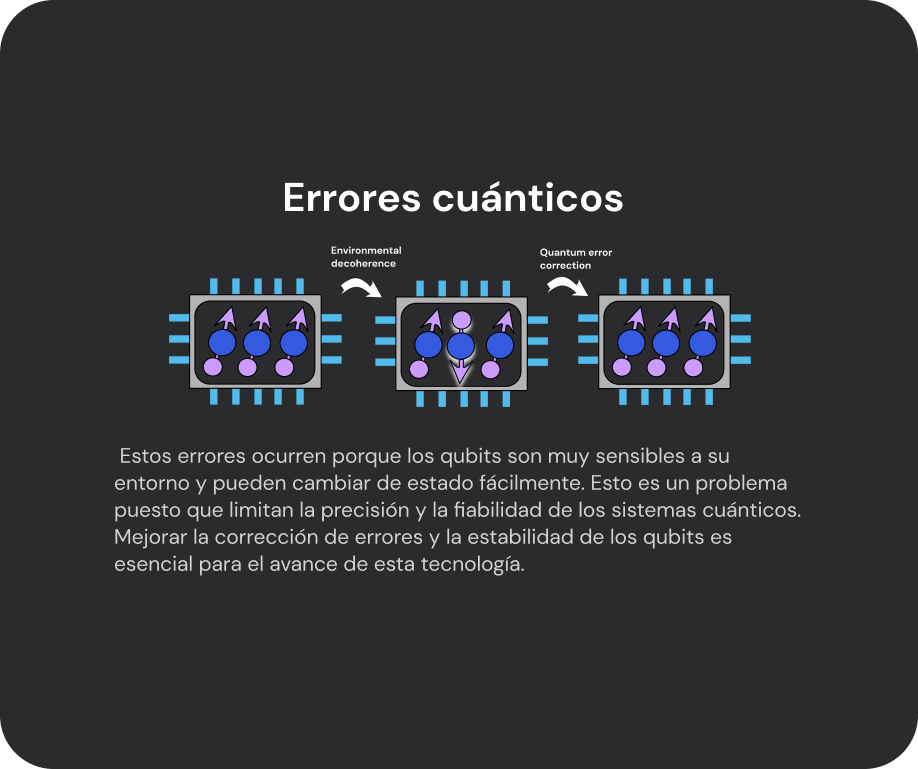 Errores cuánticos
Environmental
decoherence
Quantum error
correction
Estos errores ocurren porque los qubits son muy sensibles a su
entorno y pueden cambiar de estado fácilmente. Esto es un problema
puesto que limitan la precisión y la fiabilidad de los sistemas cuánticos.
Mejorar la corrección de errores y la estabilidad de los qubits es
esencial para el avance de esta tecnología.